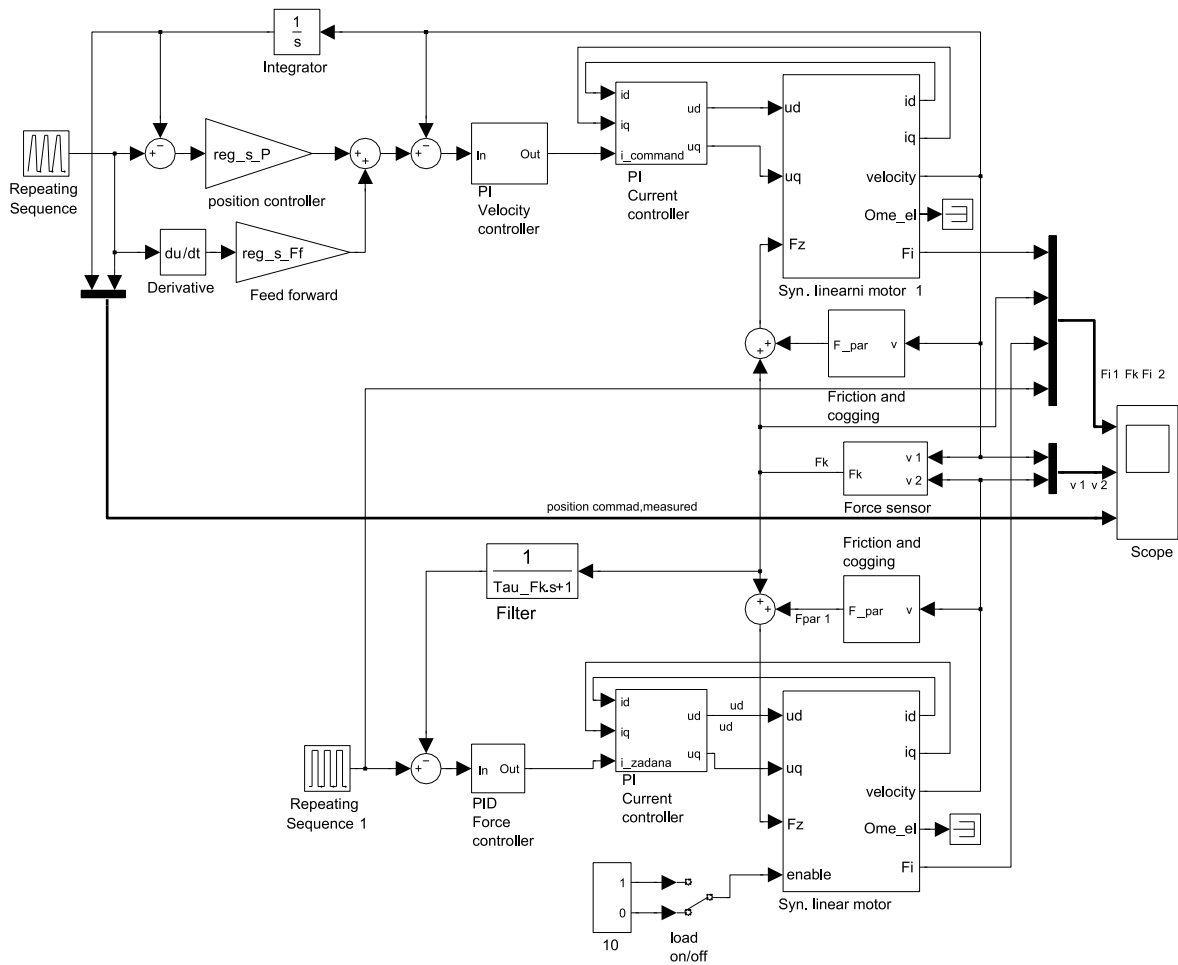 1
s
Integrator
Repeating
Sequence
reg_s_P
position controller
du/dt
Derivative
reg_s_Ff
Feed forward
In Out
PI
Velocity
controller
id
iq
i_command
ud
uq
PI
Current
controller
ud
uq
Fz
id
iq
velocity
Ome_el
Fi
Syn. linearni motor 1
F_par v
Friction and
cogging
Fi 1 Fk Fi 2
Fk
v 1
v 2
Fk
Force sensor
v 1 v 2
position commad,measured
Scope
1
Tau_Fk.s+1
Filter
Friction and
cogging
F_par v
Fpar 1
Repeating
Sequence 1
In Out
PID
Force
controller
id
iq
i_zadana
ud
uq
PI
Current
controller
ud
ud
ud
uq
Fz
enable
id
iq
velocity
Ome_el
Fi
Syn. linear motor
1
0
10
load
on/off